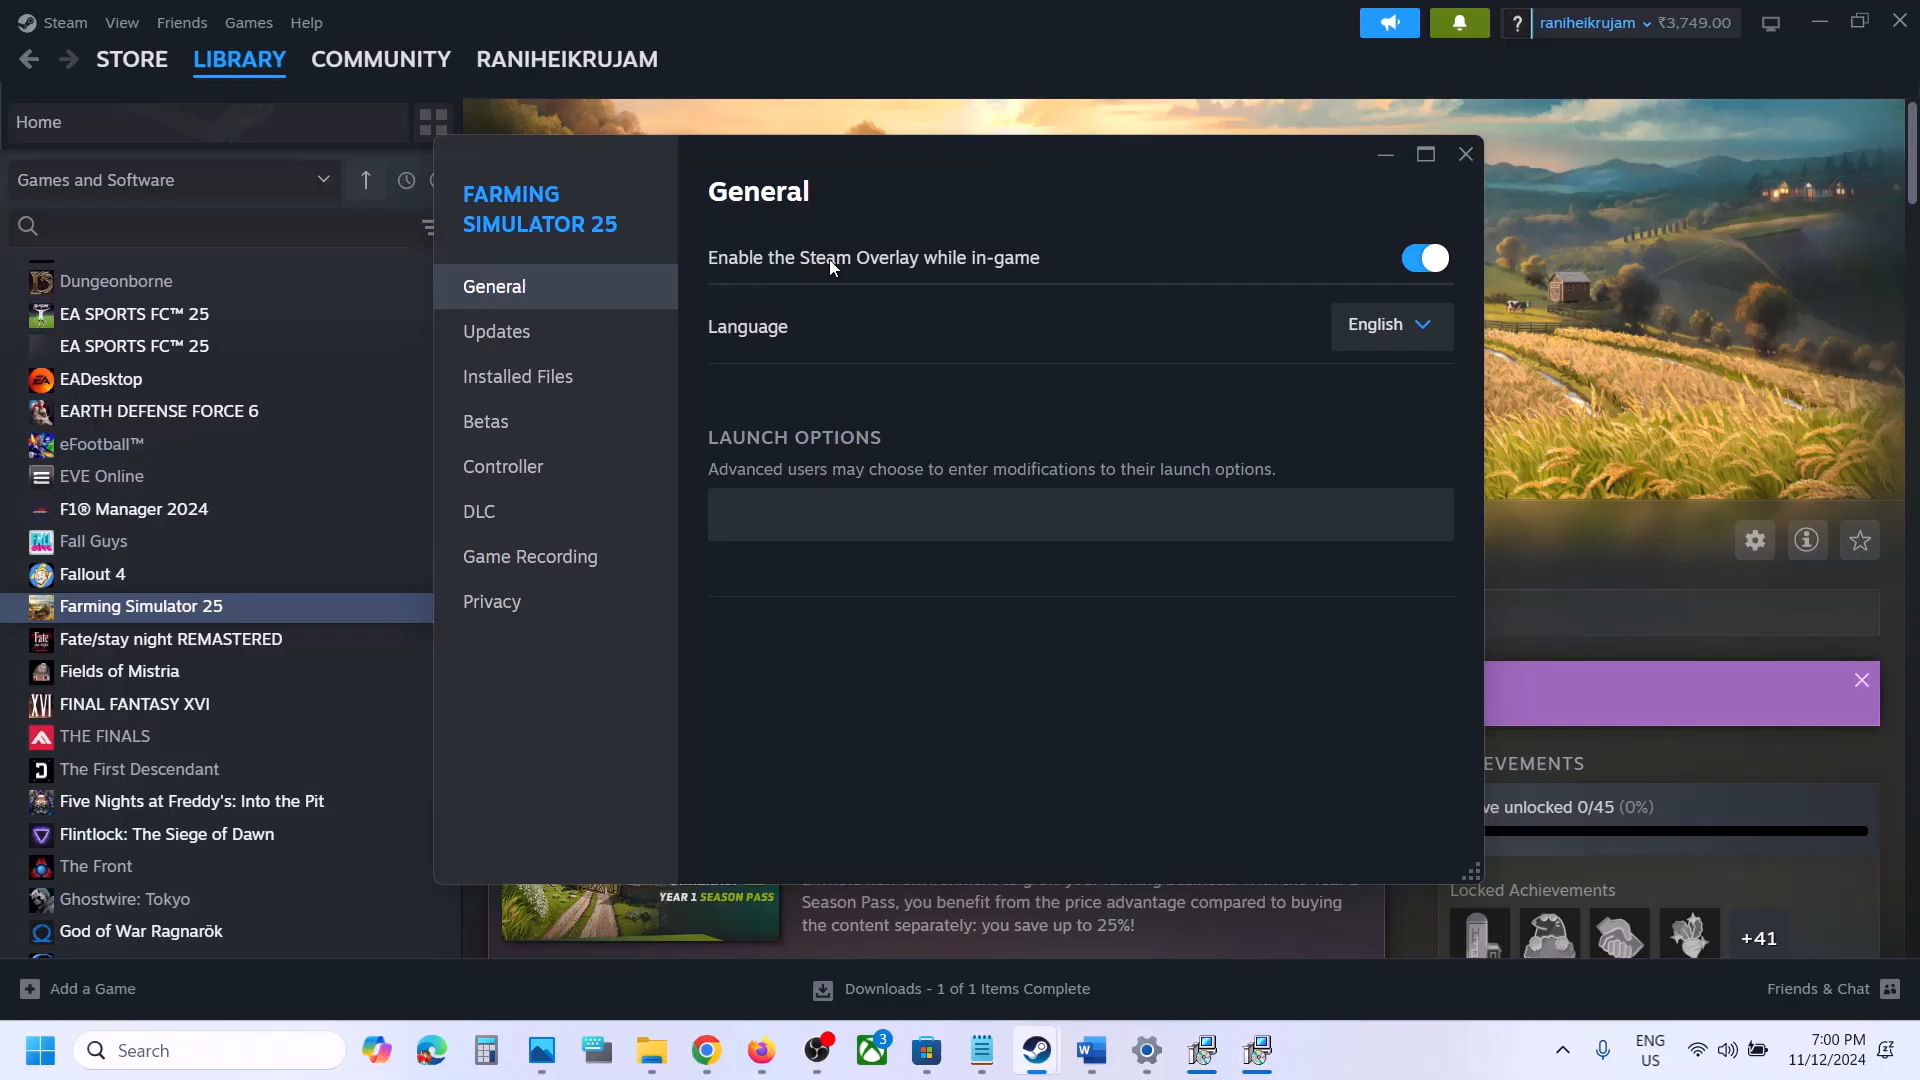 Steam View Friends Games Help
? raniheikrujam ₹3,749.00
STORE LIBRARY COMMUNITY RANIHEIKRUJAM
Home
Games and Software
Dungeonborne
EA SPORTS FC™ 25
EA SPORTS FC™ 25
EADesktop
EARTH DEFENSE FORCE 6
eFootball™
EVE Online
F1® Manager 2024
Fall Guys
Fallout 4
Farming Simulator 25
Fate/stay night REMASTERED
Fields of Mistria
FINAL FANTASY XVI
THE FINALS
The First Descendant
Five Nights at Freddy's: Into the Pit
Flintlock: The Siege of Dawn
The Front
Ghostwire: Tokyo
God of War Ragnarök
FARMING
SIMULATOR 25
General
Updates
Installed Files
Betas
Controller
DLC
Game Recording
Privacy
General
Enable the Steam Overlay while in-game
Language English
LAUNCH OPTIONS
Advanced users may choose to enter modifications to their launch options.
EVEMENTS
ve unlocked 0/45 (0%)
Locked Achievements
+41
YEAR 1 SEASON PASS
Season Pass, you benefit from the price advantage compared to buying
the content separately: you save up to 25%!
Add a Game
Downloads - 1 of 1 Items Complete
Friends & Chat
Search
3
ENG
US
7:00 PM
11/12/2024